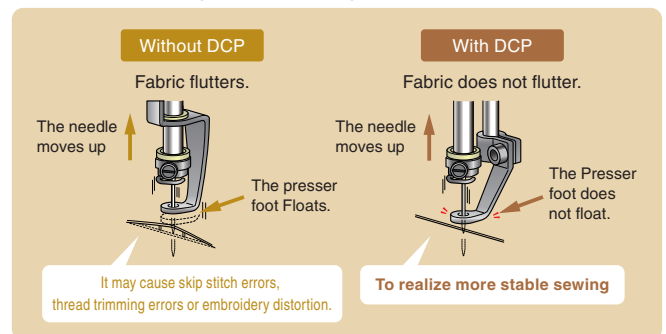 Without DCP
Fabric flutters.
The needle
moves up
The presser
foot Floats.
It may cause skip stitch errors,
thread trimming errors or embroidery distortion.
With DCP
Fabric does not flutter.
The needle
moves up
The Presser
foot does
not float.
To realize more stable sewing